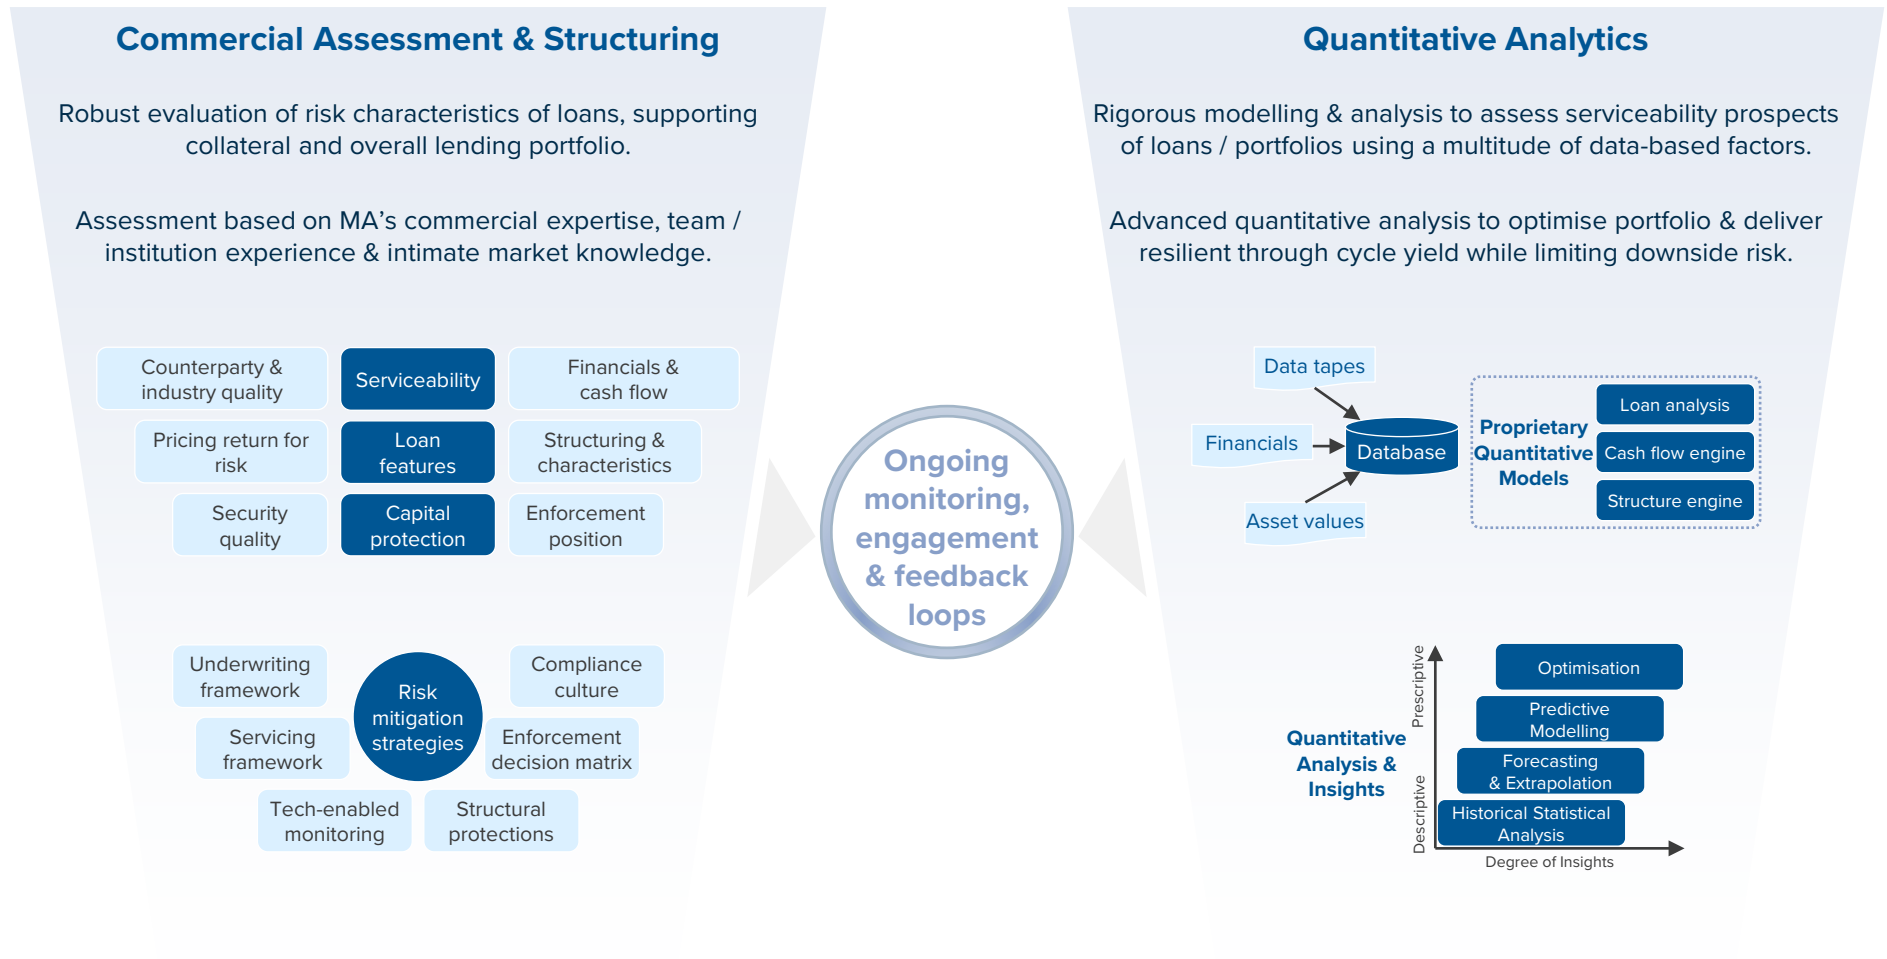 Commercial Assessment & Structuring
Robust evaluation of risk characteristics of loans, supporting
collateral and overall lending portfolio.
Assessment based on MA’s commercial expertise, team /
institution experience & intimate market knowledge.
Counterparty &
industry quality
Serviceability
Financials &
cash flow
Pricing return for
risk
Loan
features
Structuring &
characteristics
Security
quality
Capital
protection
Enforcement
position
Underwriting
framework
Risk
mitigation
strategies
Compliance
culture
Servicing
framework
Enforcement
decision matrix
Tech-enabled
monitoring
Structural
protections
Ongoing
monitoring,
engagement
& feedback
loops
Quantitative Analytics
Rigorous modelling & analysis to assess serviceability prospects
of loans / portfolios using a multitude of data-based factors.
Advanced quantitative analysis to optimise portfolio & deliver
resilient through cycle yield while limiting downside risk.
Data tapes
Financials
Asset values
Database
Proprietary
Quantitative
Models
Loan analysis
Cash flow engine
Structure engine
Quantitative
Analysis &
Insights
Prescriptive
Descriptive
Optimisation
Predictive
Modelling
Forecasting
& Extrapolation
Historical Statistical
Analysis
Degree of Insights